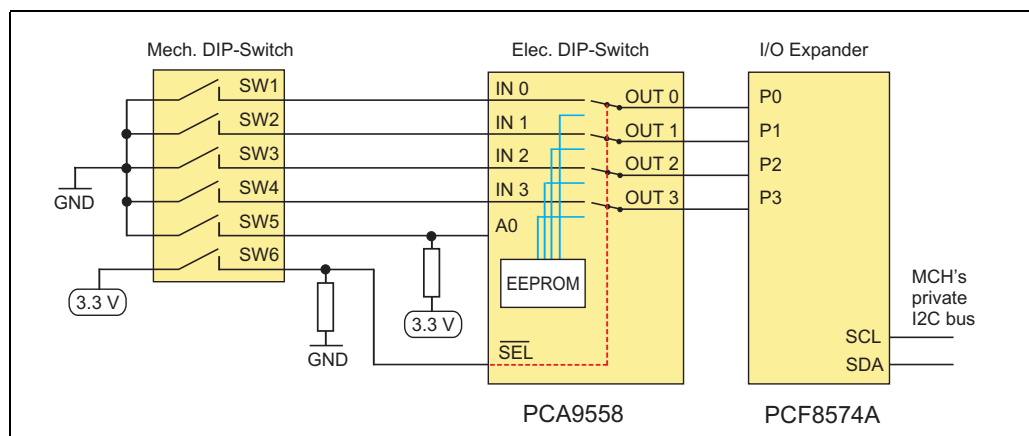 Mech. DIP-Switch
Elec. DIP-Switch
I/O Expander
SW1
SW2
SW3
SW4
SW5
SW6
GND
3.3 V
GND
3.3 V
IN 0
IN 1
IN 2
IN 3
A0
OUT 0
OUT 1
OUT 2
OUT 3
EEPROM
SEL
P0
P1
P2
P3
MCH's
private
I2C bus
SCL
SDA
PCA9558
PCF8574A